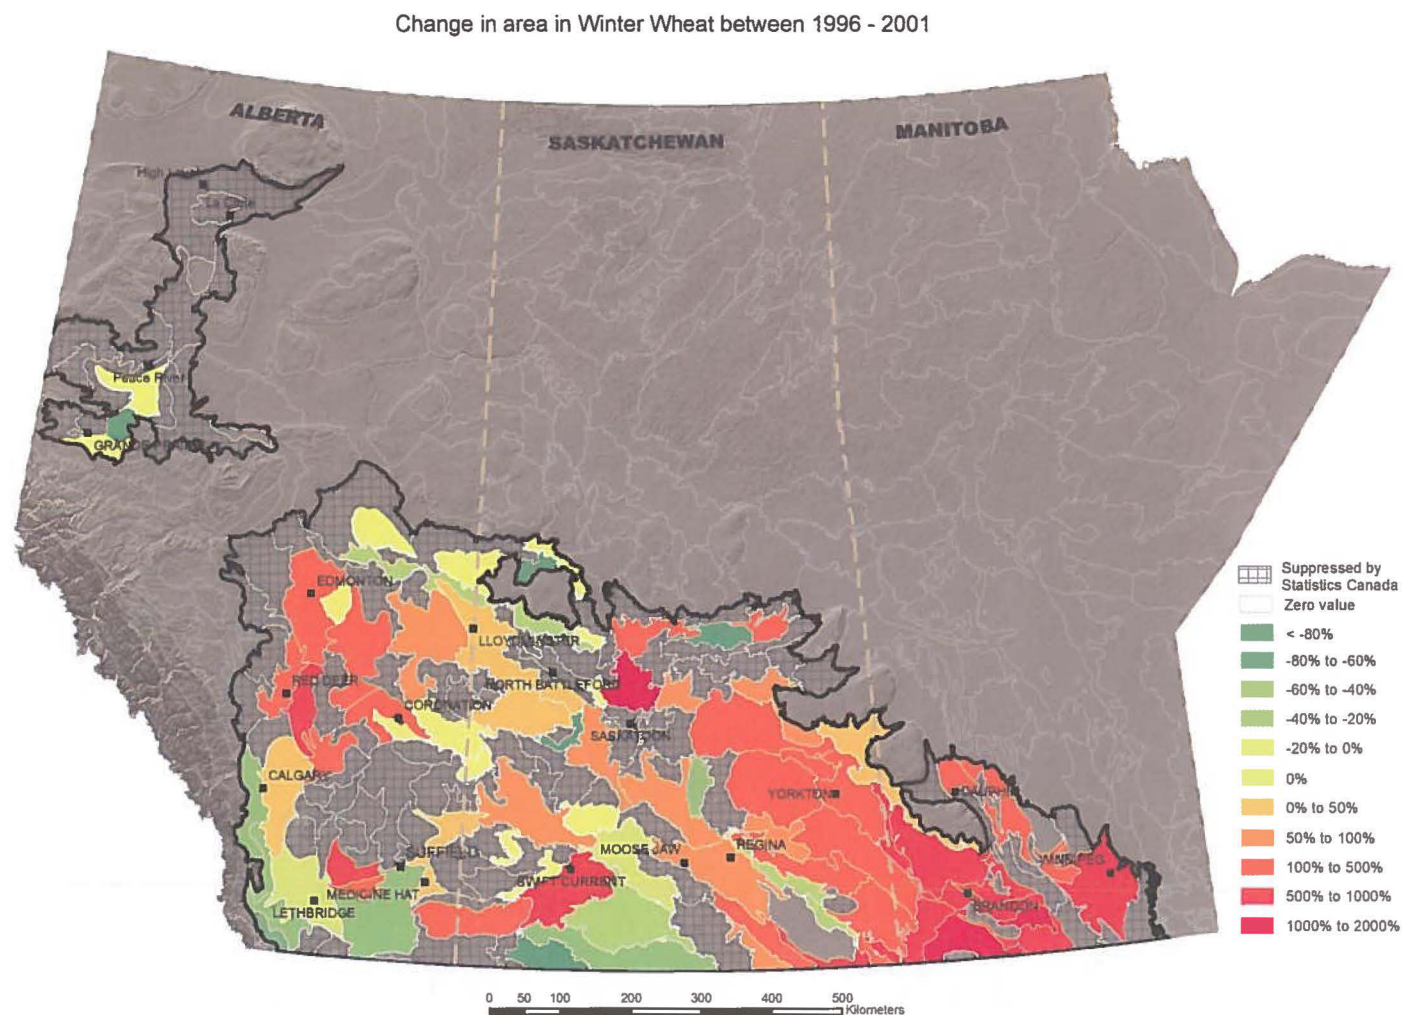 Change in area in Winter Wheat between 1996 - 2001
ALBERTA
SASKATCHEWAN
MANITOBA
High
La
Peace River
EDMONTON
LLOYDMINSTER
RED DEER
NORTH BATTLEFORD
CORONATION
SASKATOON
CALGARY
YORKTON
DAUPHIN
SUFFIELD
MOOSE JAW
REGINA
WINNIPEG
MEDICINE HAT
SWIFT CURRENT
BRANDON
LETHBRIDGE
Suppressed by
Statistics Canada
Zero value
< -80%
-80% to -60%
-60% to -40%
-40% to -20%
-20% to 0%
0%
0% to 50%
50% to 100%
100% to 500%
500% to 1000%
1000% to 2000%
0 50 100 200 300 400 500
Kilometers